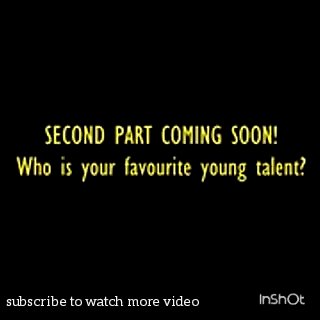 SECOND PART COMING SOON!
Who is your favourite young talent?
subscribe to watch more video
InShOt